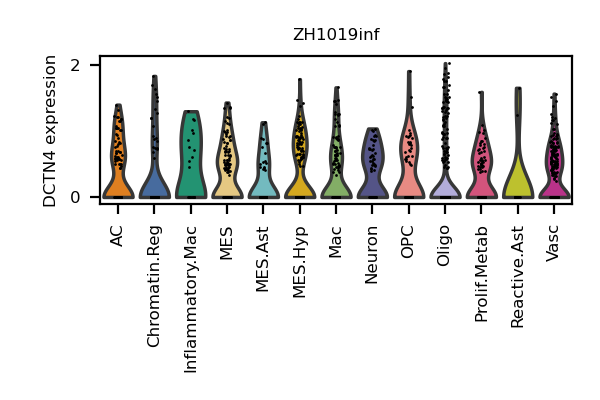 ZH1019inf
DCTN4 expression
2
0
AC
Chromatin.Reg
Inflammatory.Mac
MES
MES.Ast
MES.Hyp
Mac
Neuron
OPC
Oligo
Prolif.Metab
Reactive.Ast
Vasc